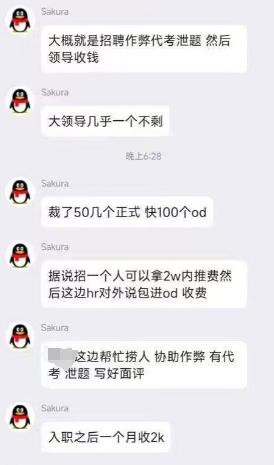 Sakura
大概就是招聘作弊代考泄题 然后
领导收钱
Sakura
大领导几乎一个不剩
晚上6:28
Sakura
裁了50几个正式 快100个od
Sakura
据说招一个人可以拿2w内推费然
后这边hr对外说包进od 收费
Sakura
这边帮忙捞人 协助作弊 有代
考 泄题 写好面评
Sakura
入职之后一个月收2k